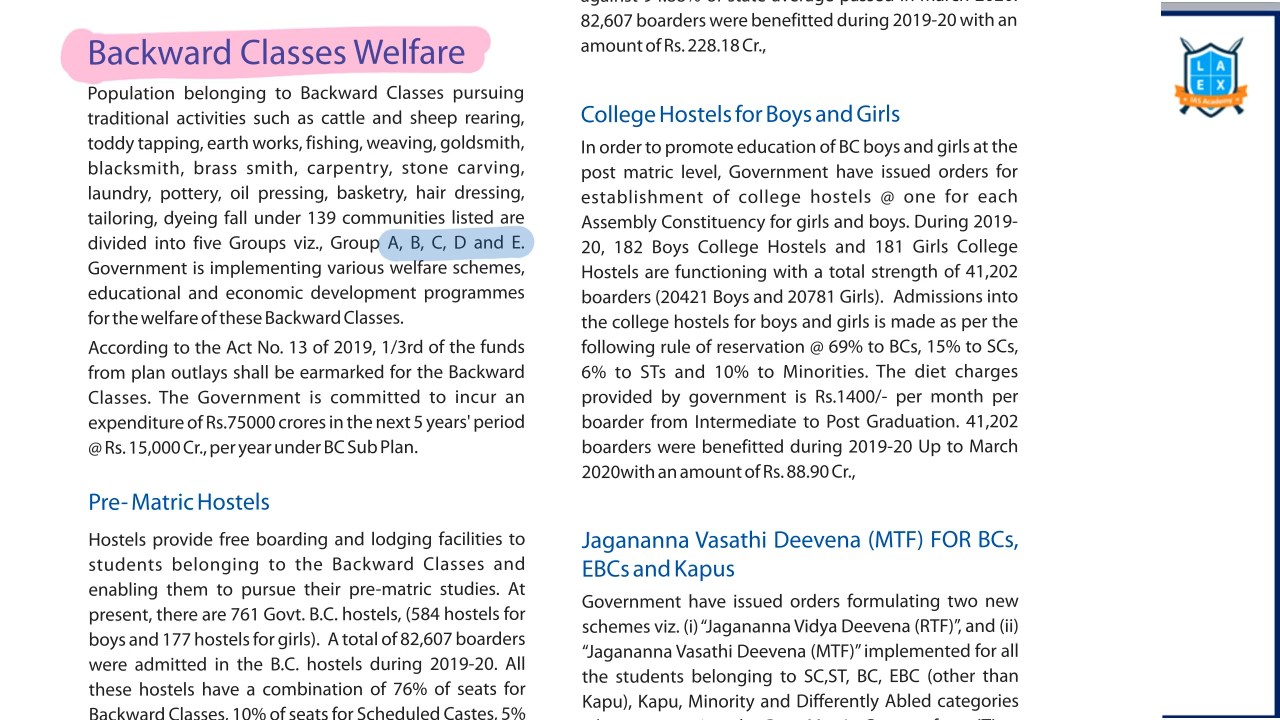 Backward Classes Welfare
Population belonging to Backward Classes pursuing
traditional activities such as cattle and sheep rearing,
toddy tapping, earth works, fishing, weaving, goldsmith,
blacksmith, brass smith, carpentry, stone carving,
laundry, pottery, oil pressing, basketry, hair dressing,
tailoring, dyeing fall under 139 communities listed are
divided into five Groups viz., Group A, B, C, D and E.
Government is implementing various welfare schemes,
educational and economic development programmes
for the welfare of these Backward Classes.
According to the Act No. 13 of 2019, 1/3rd of the funds
from plan outlays shall be earmarked for the Backward
Classes. The Government is committed to incur an
expenditure of Rs.75000 crores in the next 5 years' period
@ Rs. 15,000 Cr., per year under BC Sub Plan.
Pre- Matric Hostels
Hostels provide free boarding and lodging facilities to
students belonging to the Backward Classes and
enabling them to pursue their pre-matric studies. At
present, there are 761 Govt. B.C. hostels, (584 hostels for
boys and 177 hostels for girls). A total of 82,607 boarders
were admitted in the B.C. hostels during 2019-20. All
these hostels have a combination of 76% of seats for
Backward Classes, 10% of seats for Scheduled Castes, 5%
82,607 boarders were benefitted during 2019-20 with an
amount of Rs. 228.18 Cr.,
College Hostels for Boys and Girls
In order to promote education of BC boys and girls at the
post matric level, Government have issued orders for
establishment of college hostels @ one for each
Assembly Constituency for girls and boys. During 2019-
20, 182 Boys College Hostels and 181 Girls College
Hostels are functioning with a total strength of 41,202
boarders (20421 Boys and 20781 Girls). Admissions into
the college hostels for boys and girls is made as per the
following rule of reservation @ 69% to BCs, 15% to SCs,
6% to STs and 10% to Minorities. The diet charges
provided by government is Rs.1400/- per month per
boarder from Intermediate to Post Graduation. 41,202
boarders were benefitted during 2019-20 Up to March
2020with an amount of Rs. 88.90 Cr.,
Jagananna Vasathi Deevena (MTF) FOR BCs,
EBCs and Kapus
Government have issued orders formulating two new
schemes viz. (i) “Jagananna Vidya Deevena (RTF)”, and (ii)
“Jagananna Vasathi Deevena (MTF)” implemented for all
the students belonging to SC,ST, BC, EBC (other than
Kapu), Kapu, Minority and Differently Abled categories
L A
E X
IAS Academy